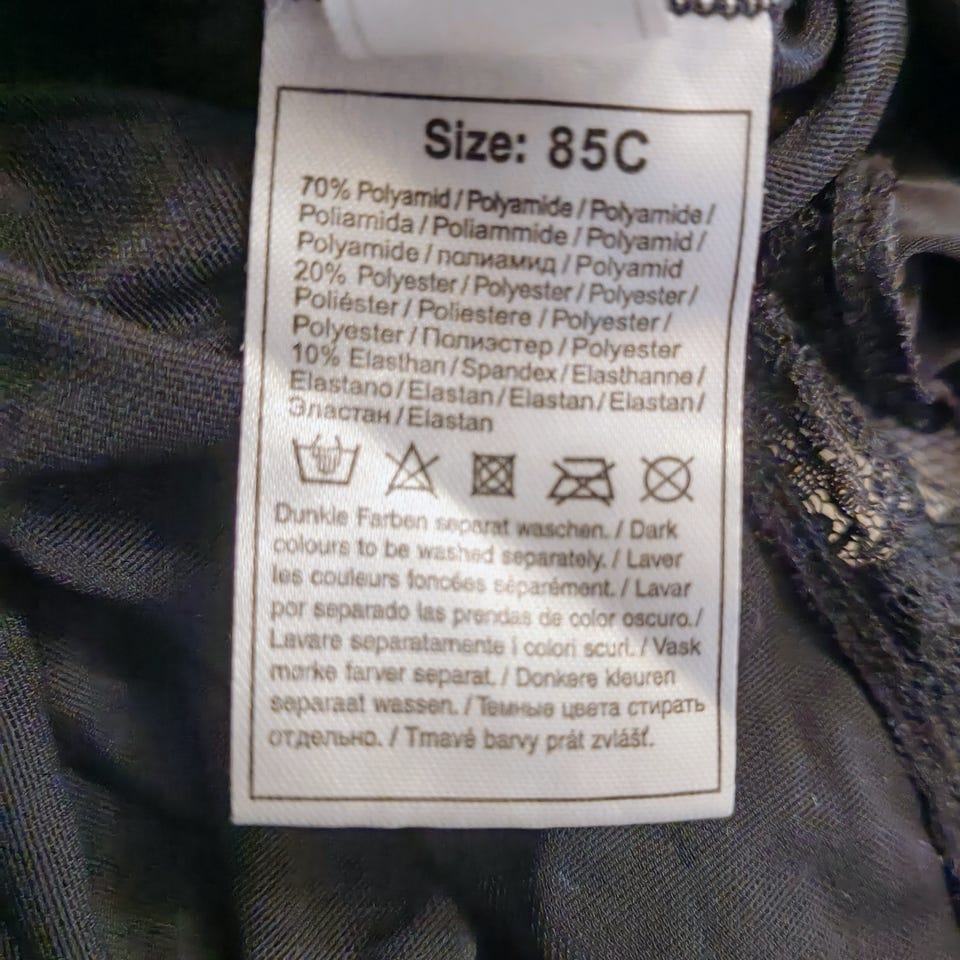 Size: 85C
70% Polyamid / Polyamide / Polyamide /
Poliamida / Poliammide / Polyamid /
Polyamide / полиамид / Polyamid
20% Polyester / Polyester / Polyester /
Poliéster / Poliestere / Polyester /
Polyester / Полиэстер / Polyester
10% Elasthan / Spandex / Elasthanne /
Elastano / Elastan / Elastan / Elastan /
Эластан / Elastan
Dunkle Farben separat waschen. / Dark
colours to be washed separately. / Laver
les couleurs foncées séparément. / Lavar
por separado las prendas de color oscuro. /
Lavare separatamente i colori scuri. / Vask
mørke farver separat. / Donkere kleuren
separaat wassen. / Темные цвета стирать
отдельно. / Tmavé barvy prát zvlášť.